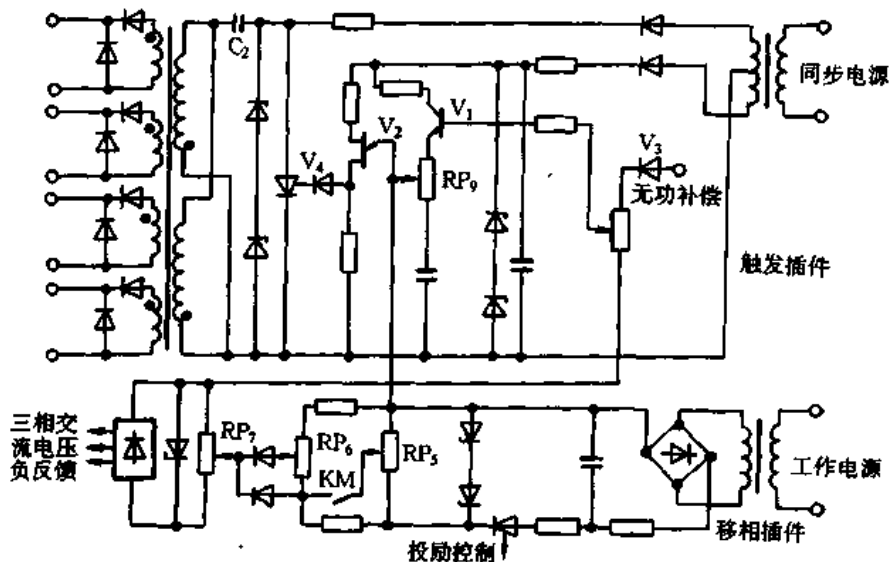 C₂
同步电源
V₁
V₂
V₃
V₄
RP₉
无功补偿
触发插件
三相交
流电压
负反馈
RP₇
RP₆
RP₅
KM
工作电源
移相插件
投励控制